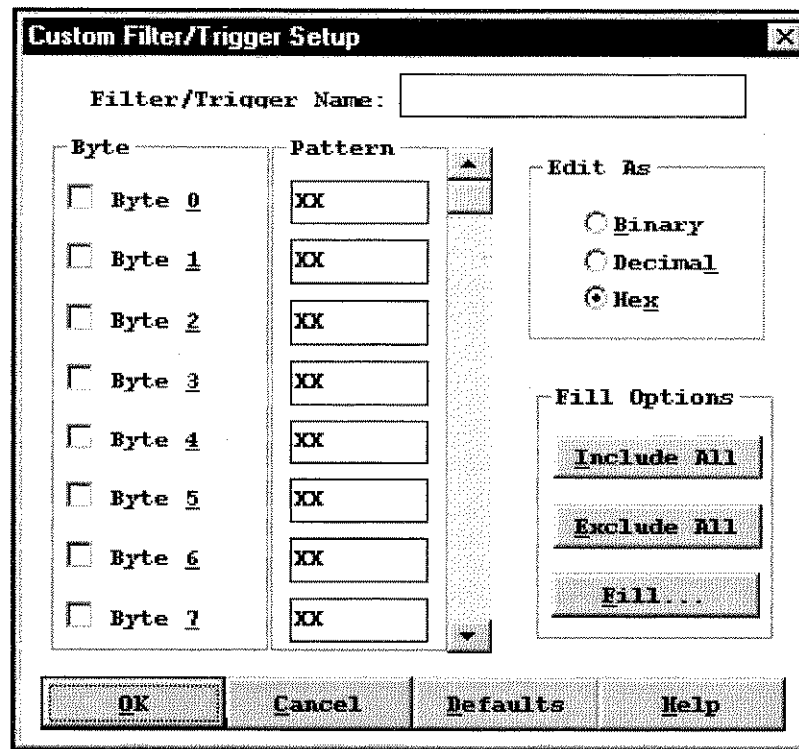 Custom Filter/Trigger Setup
Filter/Trigger Name:
Byte
Pattern
Byte 0
XX
Byte 1
XX
Byte 2
XX
Byte 3
XX
Byte 4
XX
Byte 5
XX
Byte 6
XX
Byte 7
XX
Edit As
Binary
Decimal
Hex
Fill Options
Include All
Exclude All
Fill...
OK
Cancel
Defaults
Help